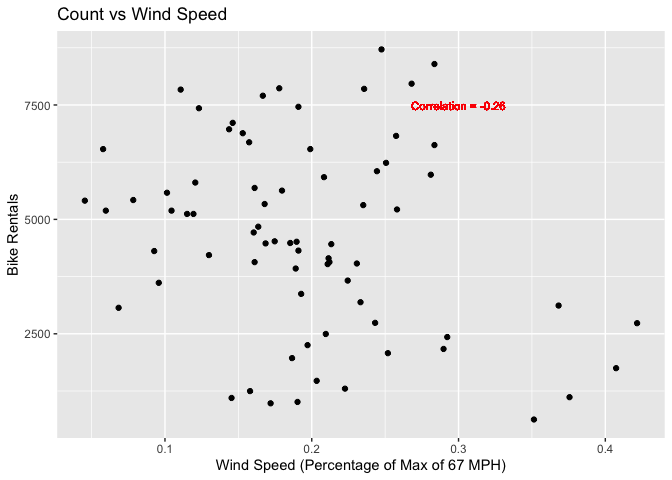 Count vs Wind Speed
Correlation = -0.26
7500
5000
2500
Bike Rentals
0.1 0.2 0.3 0.4
Wind Speed (Percentage of Max of 67 MPH)